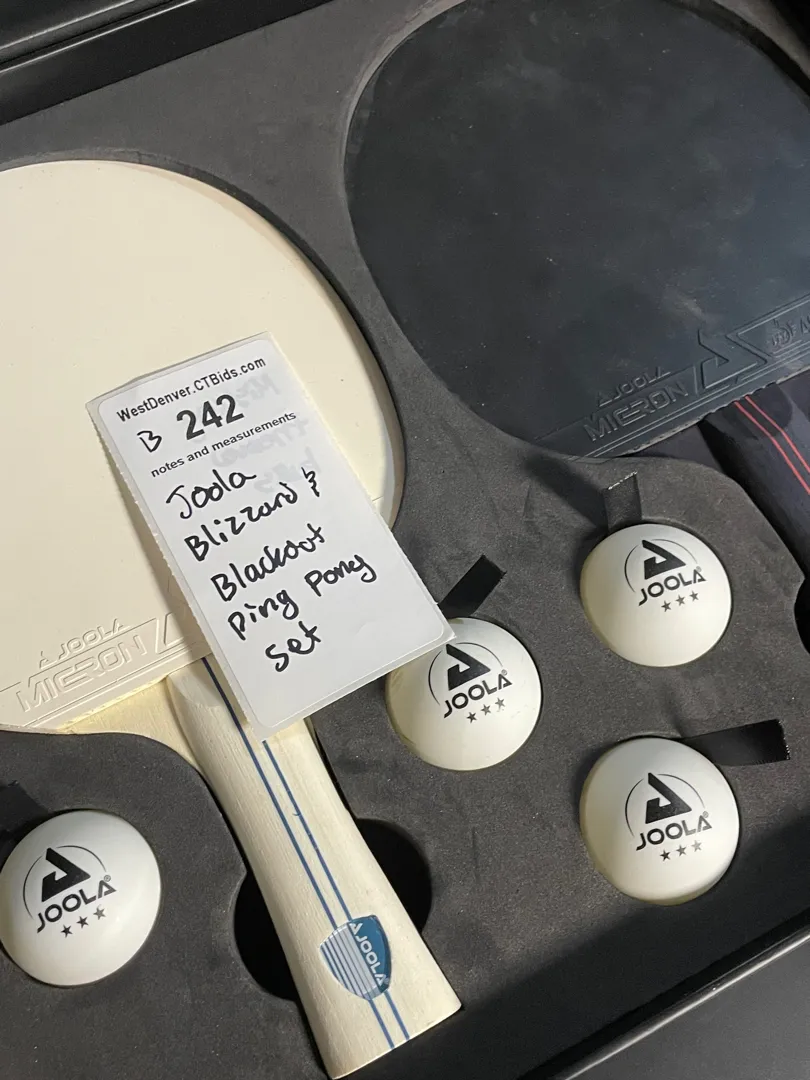 JOOLA
MICRON
WestDenver.CTBids.com
B 242
notes and measurements
Joola
Blizzard &
Blackout
Ping Pong
Set
JOOLA
MICRON
JOOLA®
JOOLA®
JOOLA®
JOOLA®
JOOLA